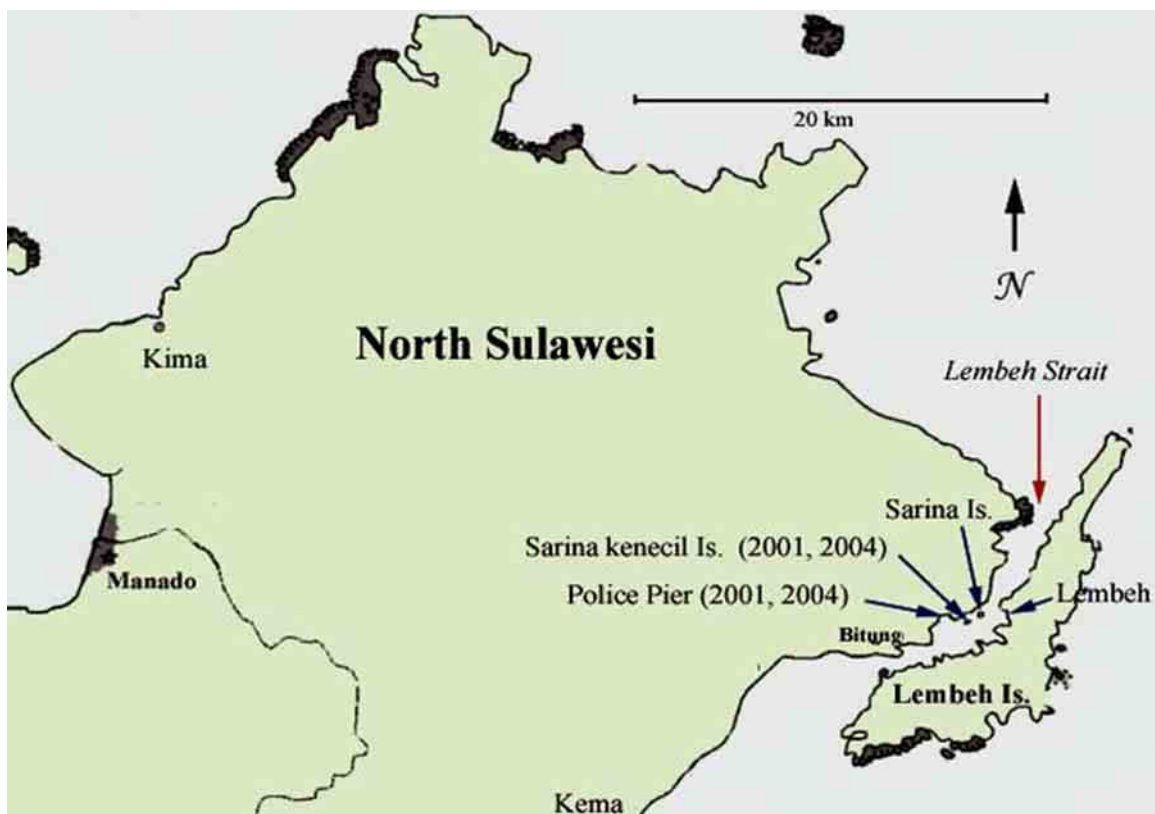 20 km
N
Lembeh Strait
North Sulawesi
Kima
Sarina Is.
Sarina kenecil Is. (2001, 2004)
Manado
Police Pier (2001, 2004)
Lembeh
Bitung
Lembeh Is.
Kema